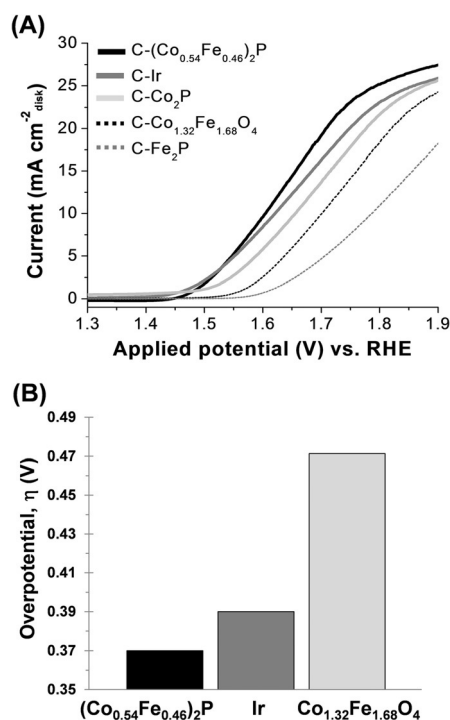 (A)
30
25
20
15
10
5
0
Current (mA cm⁻²disk)
C-(Co₀.₅₄Fe₀.₄₆)₂P
C-Ir
C-Co₂P
C-Co₁.₃₂Fe₁.₆₈O₄
C-Fe₂P
1.3 1.4 1.5 1.6 1.7 1.8 1.9
Applied potential (V) vs. RHE
(B)
0.49
0.47
0.45
0.43
0.41
0.39
0.37
0.35
Overpotential, η (V)
(Co₀.₅₄Fe₀.₄₆)₂P Ir Co₁.₃₂Fe₁.₆₈O₄